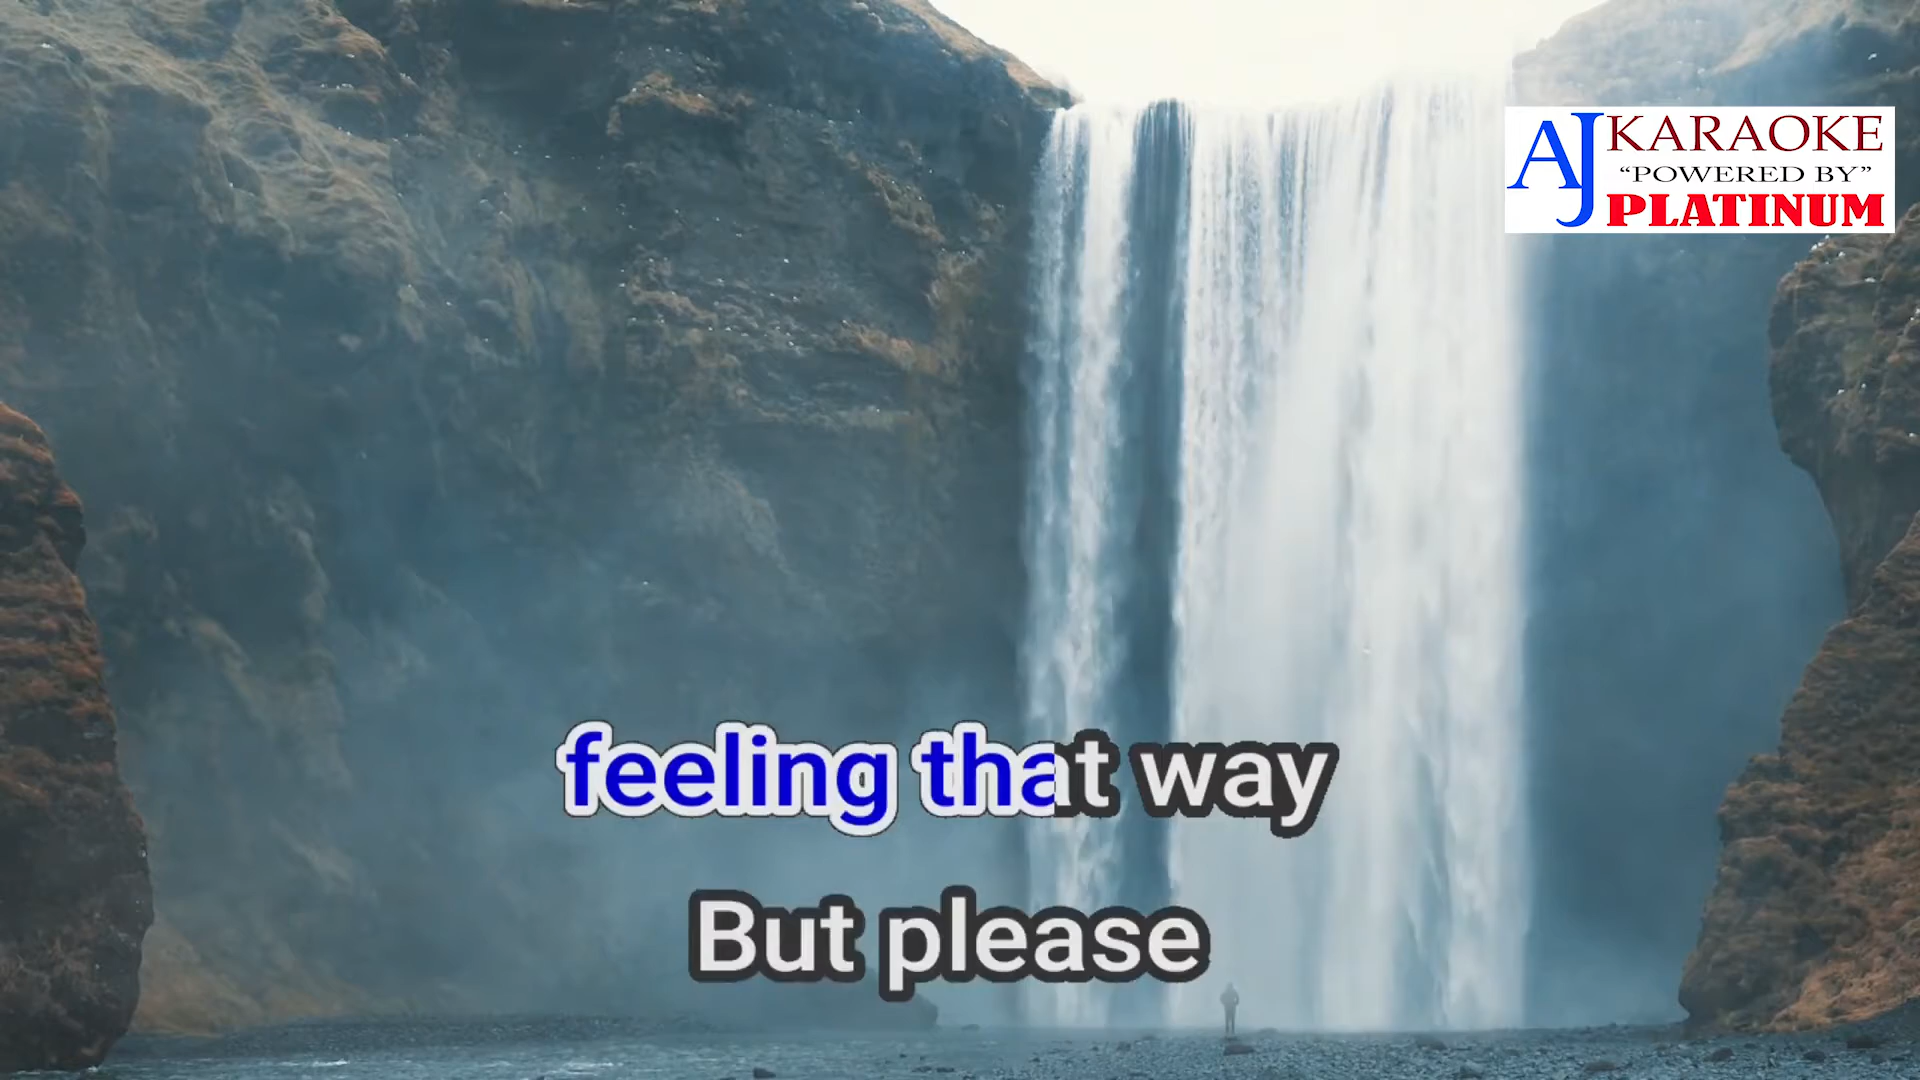 AJ KARAOKE
“POWERED BY”
PLATINUM
feeling that way
But please